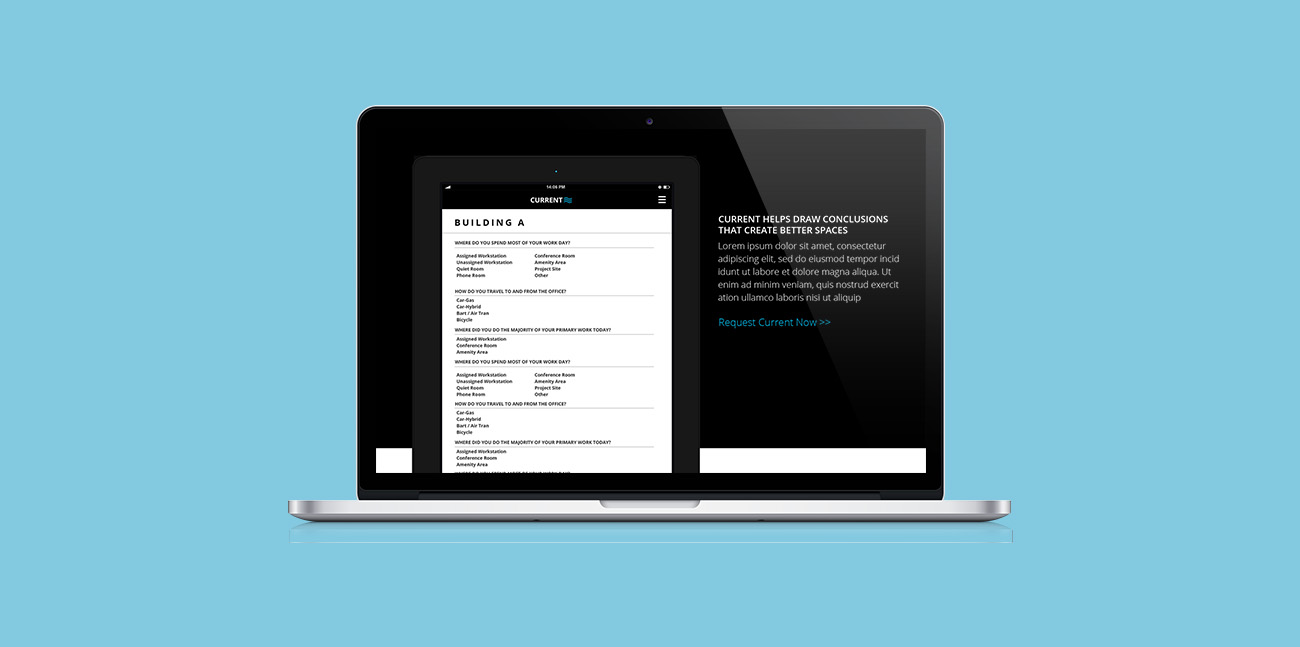 14:06 PM
CURRENT
BUILDING A
WHERE DO YOU SPEND MOST OF YOUR WORK DAY?
Assigned Workstation Conference Room
Unassigned Workstation Amenity Area
Quiet Room Project Site
Phone Room Other
HOW DO YOU TRAVEL TO AND FROM THE OFFICE?
Car-Gas
Car-Hybrid
Bart / Air Tran
Bicycle
WHERE DID YOU DO THE MAJORITY OF YOUR PRIMARY WORK TODAY?
Assigned Workstation
Conference Room
Amenity Area
WHERE DO YOU SPEND MOST OF YOUR WORK DAY?
Assigned Workstation Conference Room
Unassigned Workstation Amenity Area
Quiet Room Project Site
Phone Room Other
HOW DO YOU TRAVEL TO AND FROM THE OFFICE?
Car-Gas
Car-Hybrid
Bart / Air Tran
Bicycle
WHERE DID YOU DO THE MAJORITY OF YOUR PRIMARY WORK TODAY?
Assigned Workstation
Conference Room
Amenity Area
CURRENT HELPS DRAW CONCLUSIONS
THAT CREATE BETTER SPACES
Lorem ipsum dolor sit amet, consectetur
adipiscing elit, sed do eiusmod tempor incid
idunt ut labore et dolore magna aliqua. Ut
enim ad minim veniam, quis nostrud exercit
ation ullamco laboris nisi ut aliquip
Request Current Now >>